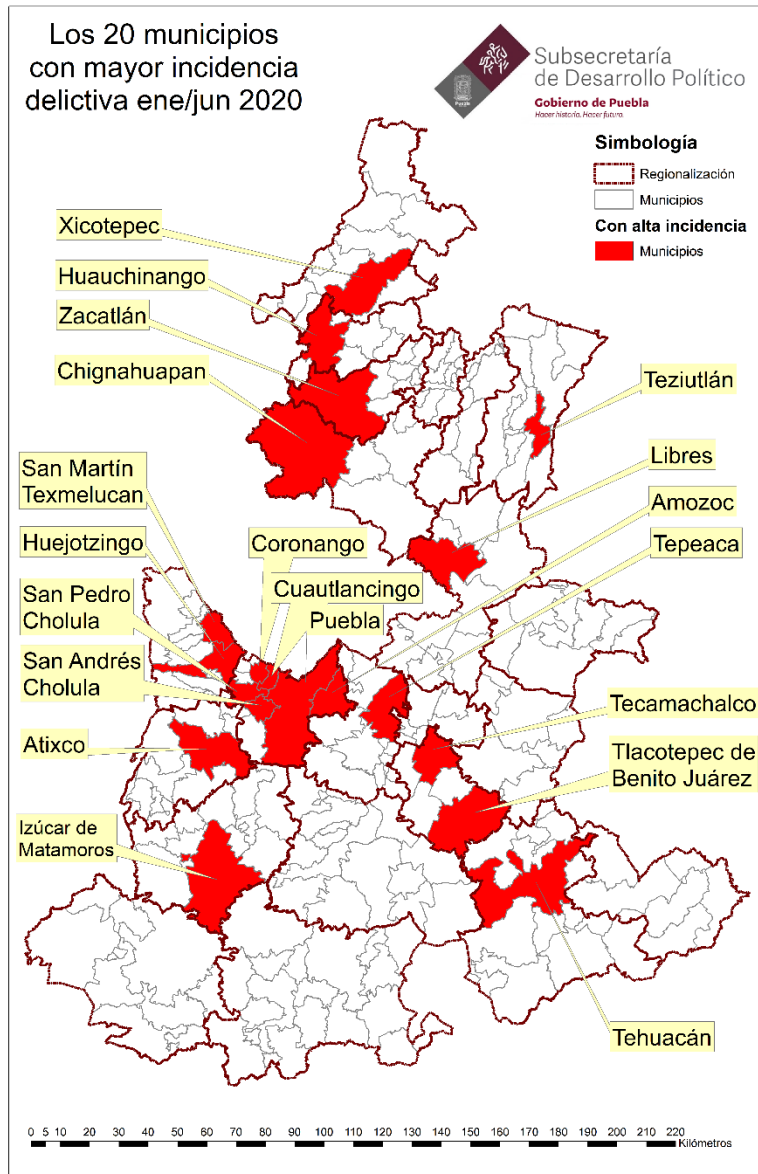 Los 20 municipios
con mayor incidencia
delictiva ene/jun 2020
Puebla
Subsecretaría
de Desarrollo Político
Gobierno de Puebla
Hacer historia. Hacer futuro.
Simbología
Regionalización
Municipios
Con alta incidencia
Municipios
Xicotepec
Huauchinango
Zacatlán
Chignahuapan
Teziutlán
Libres
Amozoc
Tepeaca
San Martín
Texmelucan
Huejotzingo
San Pedro
Cholula
San Andrés
Cholula
Atixco
Izúcar de
Matamoros
Coronango
Cuautlancingo
Puebla
Tecamachalco
Tlacotepec de
Benito Juárez
Tehuacán
0 5 10 20 30 40 50 60 70 80 90 100 110 120 130 140 150 160 170 180 190 200 210 220
Kilómetros